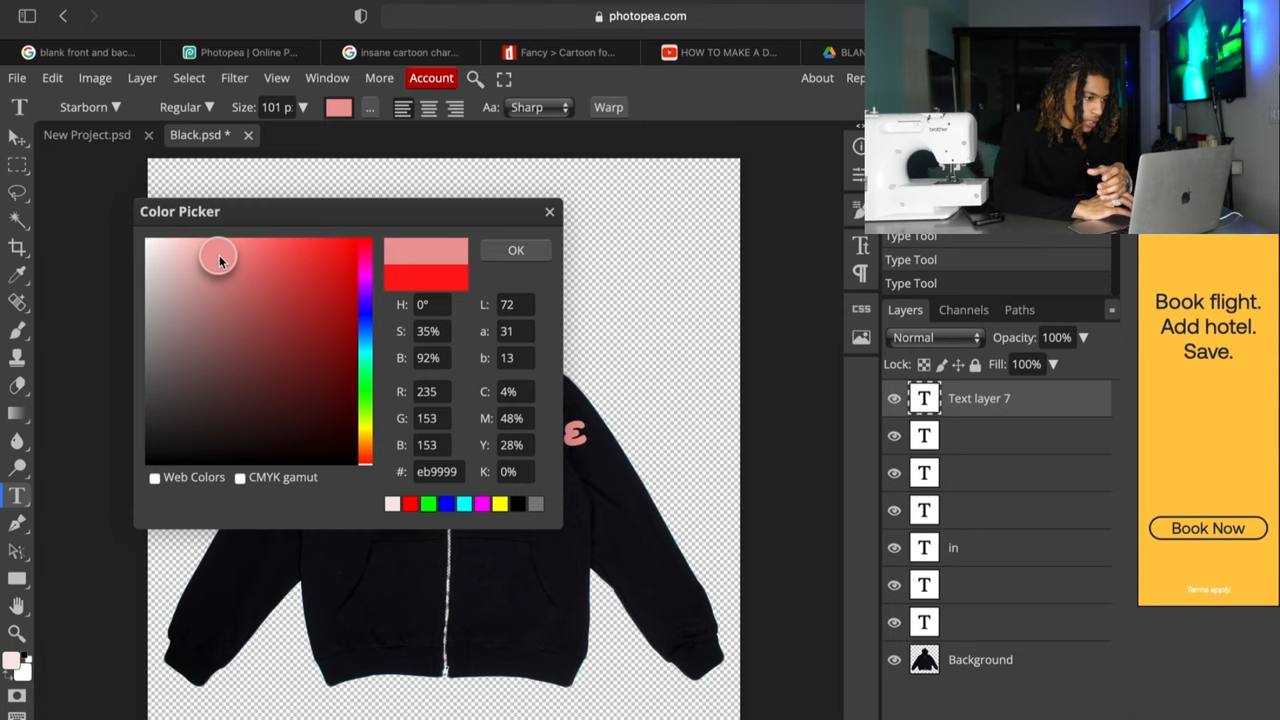 photopea.com
blank front and bac...
Photopea | Online P...
insane cartoon char...
Fancy > Cartoon fo...
HOW TO MAKE A D...
BLAN
File Edit Image Layer Select Filter View Window More Account About Rep
Starborn Regular Size: 101 p ... Aa: Sharp Warp
New Project.psd Black.psd *
Color Picker
OK
H: 0° L: 72
S: 35% a: 31
B: 92% b: 13
R: 235 C: 4%
G: 153 M: 48%
B: 153 Y: 28%
#: eb9999 K: 0%
Web Colors CMYK gamut
brother
Type Tool
Type Tool
Type Tool
CSS
Layers Channels Paths
Normal Opacity: 100%
Lock: Fill: 100%
Text layer 7
in
Background
Book flight.
Add hotel.
Save.
Book Now
Terms apply.